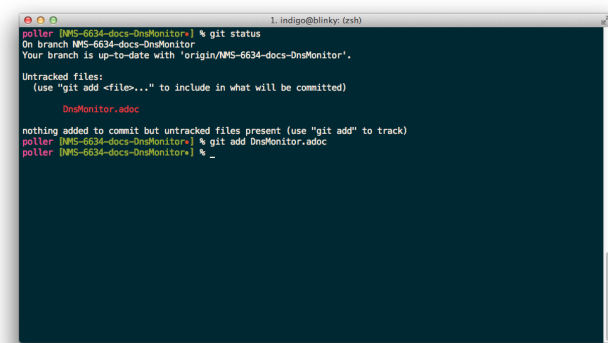 1. indigo@blinky: (zsh)
poller [NMS-6634-docs-DnsMonitor•] % git status
On branch NMS-6634-docs-DnsMonitor
Your branch is up-to-date with 'origin/NMS-6634-docs-DnsMonitor'.
Untracked files:
(use "git add <file>..." to include in what will be committed)
DnsMonitor.adoc
nothing added to commit but untracked files present (use "git add" to track)
poller [NMS-6634-docs-DnsMonitor•] % git add DnsMonitor.adoc
poller [NMS-6634-docs-DnsMonitor•] % _